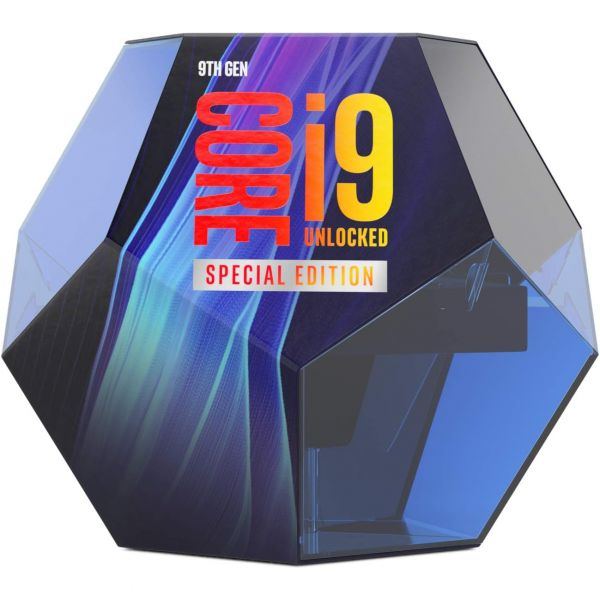 9TH GEN
CORE
i9
UNLOCKED
SPECIAL EDITION